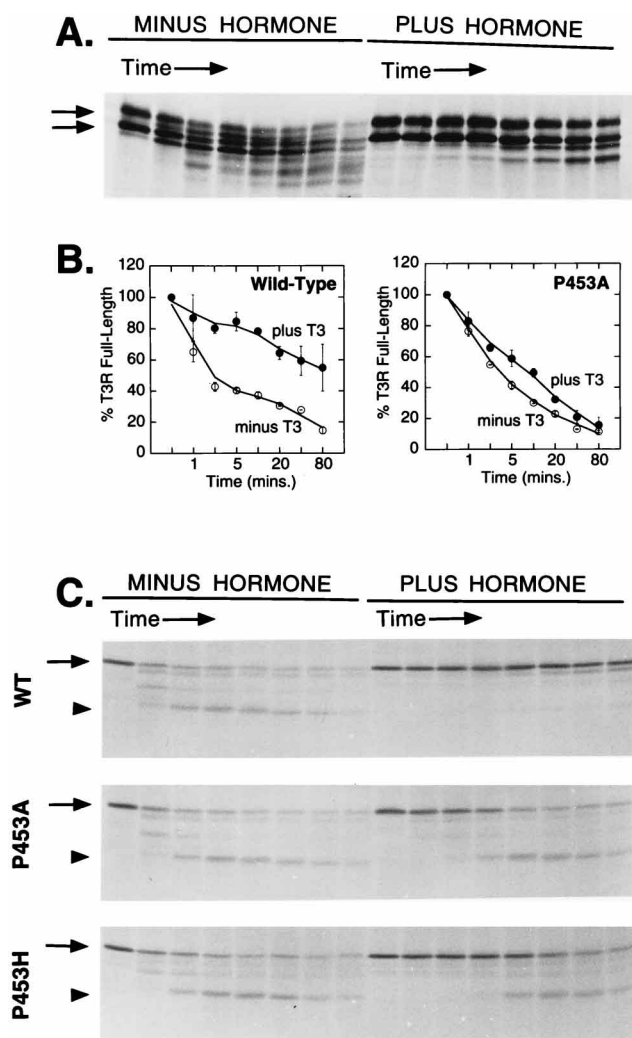 A.
MINUS HORMONE PLUS HORMONE
Time Time
B.
% T3R Full-Length
120
100
80
60
40
20
0
Wild-Type
plus T3
minus T3
1 5 20 80
Time (mins.)
% T3R Full-Length
120
100
80
60
40
20
0
P453A
plus T3
minus T3
1 5 20 80
Time (mins.)
C.
MINUS HORMONE PLUS HORMONE
Time Time
WT
P453A
P453H